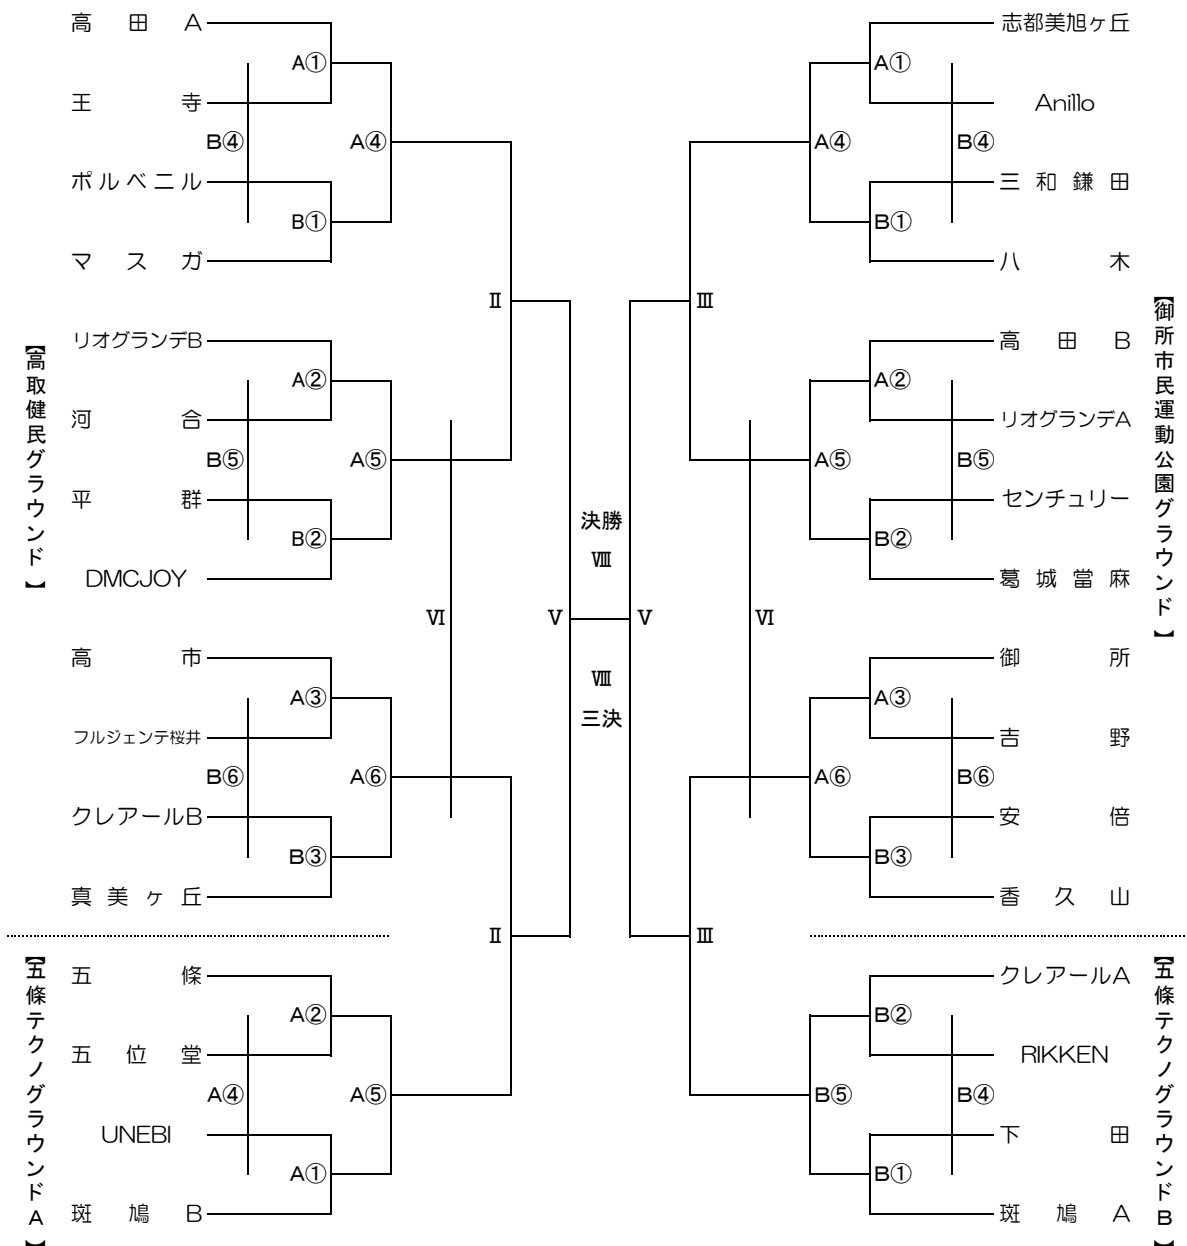 【高取健民グラウンド】
高田A
A①
王寺
B④
A④
ポルベニル
B①
マスガ
Ⅱ
リオグランデB
A②
河合
B⑤
A⑤
平群
B②
DMCJOY
Ⅵ
Ⅴ
高市
A③
フルジェンテ桜井
B⑥
A⑥
クレアールB
B③
真美ヶ丘
Ⅱ
【五條テクノグラウンドA】
五條
A②
五位堂
A④
A⑤
UNEBI
A①
斑鳩B
決勝
Ⅷ
Ⅷ
三決
志都美旭ヶ丘
A①
Anillo
A④
B④
三和鎌田
B①
八木
Ⅲ
【御所市民運動公園グラウンド】
高田B
A②
リオグランデA
A⑤
B⑤
センチュリー
B②
葛城當麻
Ⅴ
Ⅵ
御所
A③
吉野
A⑥
B⑥
安倍
B③
香久山
Ⅲ
【五條テクノグラウンドB】
クレアールA
B②
RIKKEN
B⑤
B④
下田
B①
斑鳩A